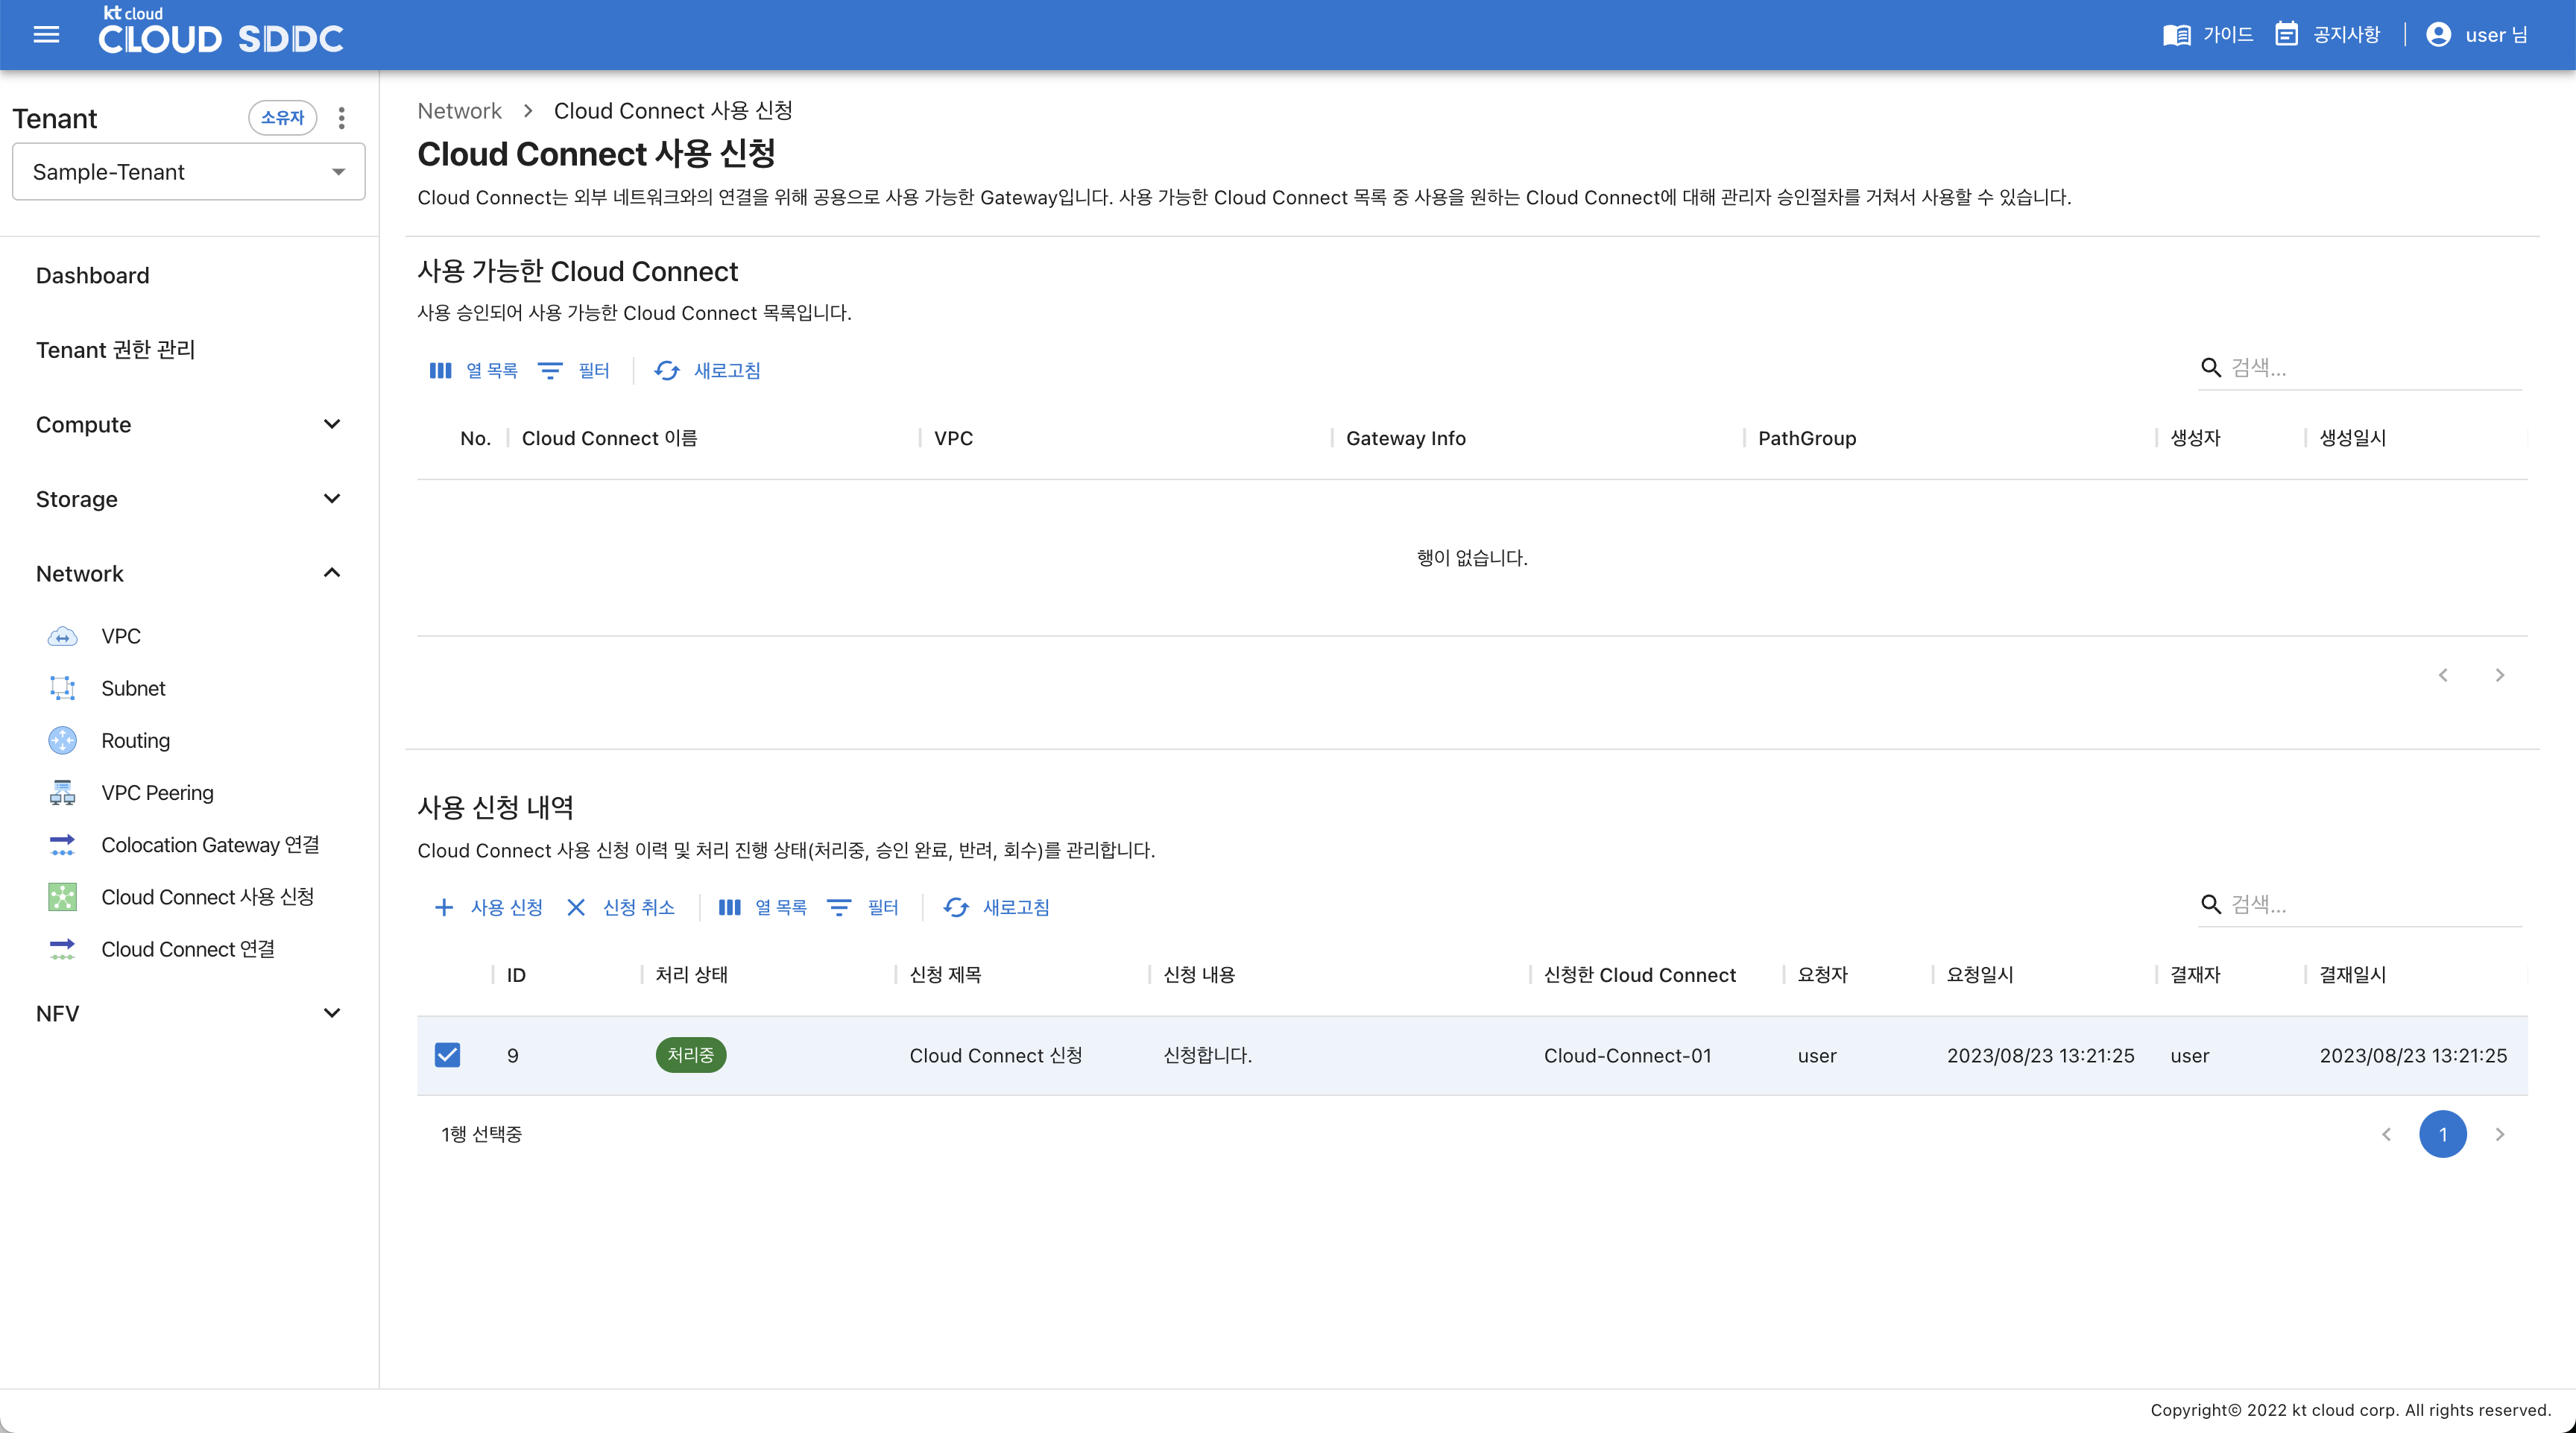 kt cloud
CLOUD SDDC
가이드
공지사항
user 님
Tenant
소유자
Sample-Tenant
Dashboard
Tenant 권한 관리
Compute
Storage
Network
VPC
Subnet
Routing
VPC Peering
Colocation Gateway 연결
Cloud Connect 사용 신청
Cloud Connect 연결
NFV
Network > Cloud Connect 사용 신청
Cloud Connect 사용 신청
Cloud Connect는 외부 네트워크와의 연결을 위해 공용으로 사용 가능한 Gateway입니다. 사용 가능한 Cloud Connect 목록 중 사용을 원하는 Cloud Connect에 대해 관리자 승인절차를 거쳐서 사용할 수 있습니다.
사용 가능한 Cloud Connect
사용 승인되어 사용 가능한 Cloud Connect 목록입니다.
열 목록 필터 새로고침 검색...
No. Cloud Connect 이름 VPC Gateway Info PathGroup 생성자 생성일시
행이 없습니다.
사용 신청 내역
Cloud Connect 사용 신청 이력 및 처리 진행 상태(처리중, 승인 완료, 반려, 회수)를 관리합니다.
사용 신청 신청 취소 열 목록 필터 새로고침 검색...
ID 처리 상태 신청 제목 신청 내용 신청한 Cloud Connect 요청자 요청일시 결재자 결재일시
9 처리중 Cloud Connect 신청 신청합니다. Cloud-Connect-01 user 2023/08/23 13:21:25 user 2023/08/23 13:21:25
1행 선택중
1
Copyright© 2022 kt cloud corp. All rights reserved.